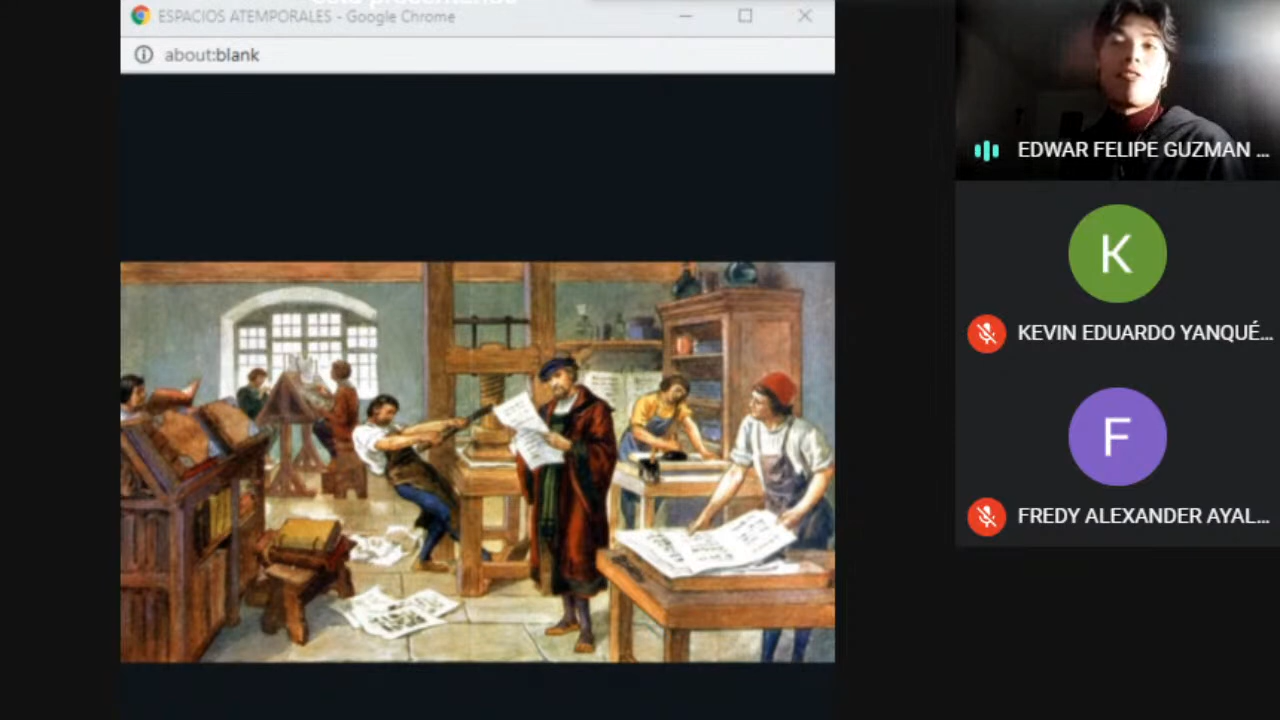 ESPACIOS ATEMPORALES - Google Chrome
about:blank
EDWAR FELIPE GUZMAN ...
K
KEVIN EDUARDO YANQUÉ...
F
FREDY ALEXANDER AYAL...